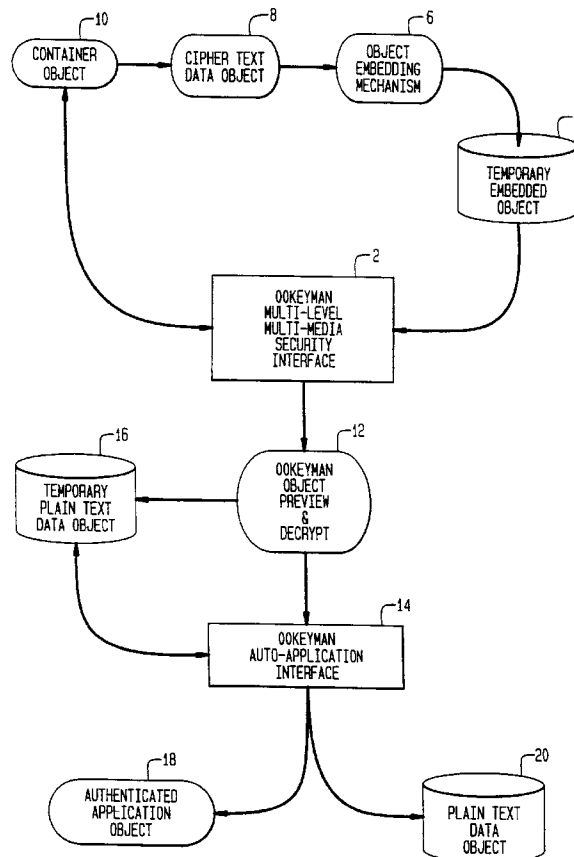 10
CONTAINER
OBJECT
8
CIPHER TEXT
DATA OBJECT
6
OBJECT
EMBEDDING
MECHANISM
TEMPORARY
EMBEDDED
OBJECT
2
OOKEYMAN
MULTI-LEVEL
MULTI-MEDIA
SECURITY
INTERFACE
16
TEMPORARY
PLAIN TEXT
DATA OBJECT
12
OOKEYMAN
OBJECT
PREVIEW
&
DECRYPT
14
OOKEYMAN
AUTO-APPLICATION
INTERFACE
18
AUTHENTICATED
APPLICATION
OBJECT
20
PLAIN TEXT
DATA
OBJECT